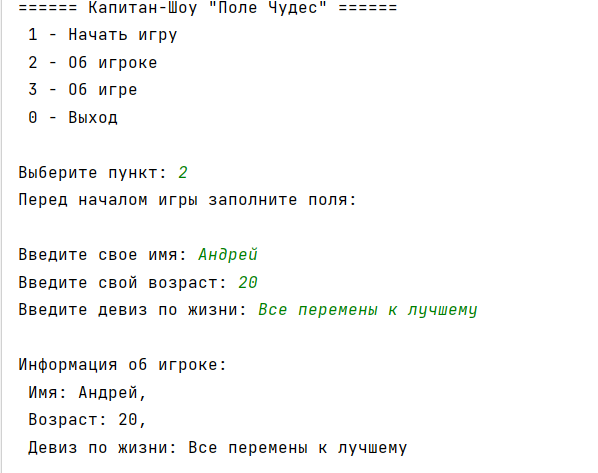 ====== Капитан-Шоу "Поле Чудес" ======
1 - Начать игру
2 - Об игроке
3 - Об игре
0 - Выход
Выберите пункт: 2
Перед началом игры заполните поля:
Введите свое имя: Андрей
Введите свой возраст: 20
Введите девиз по жизни: Все перемены к лучшему
Информация об игроке:
Имя: Андрей,
Возраст: 20,
Девиз по жизни: Все перемены к лучшему